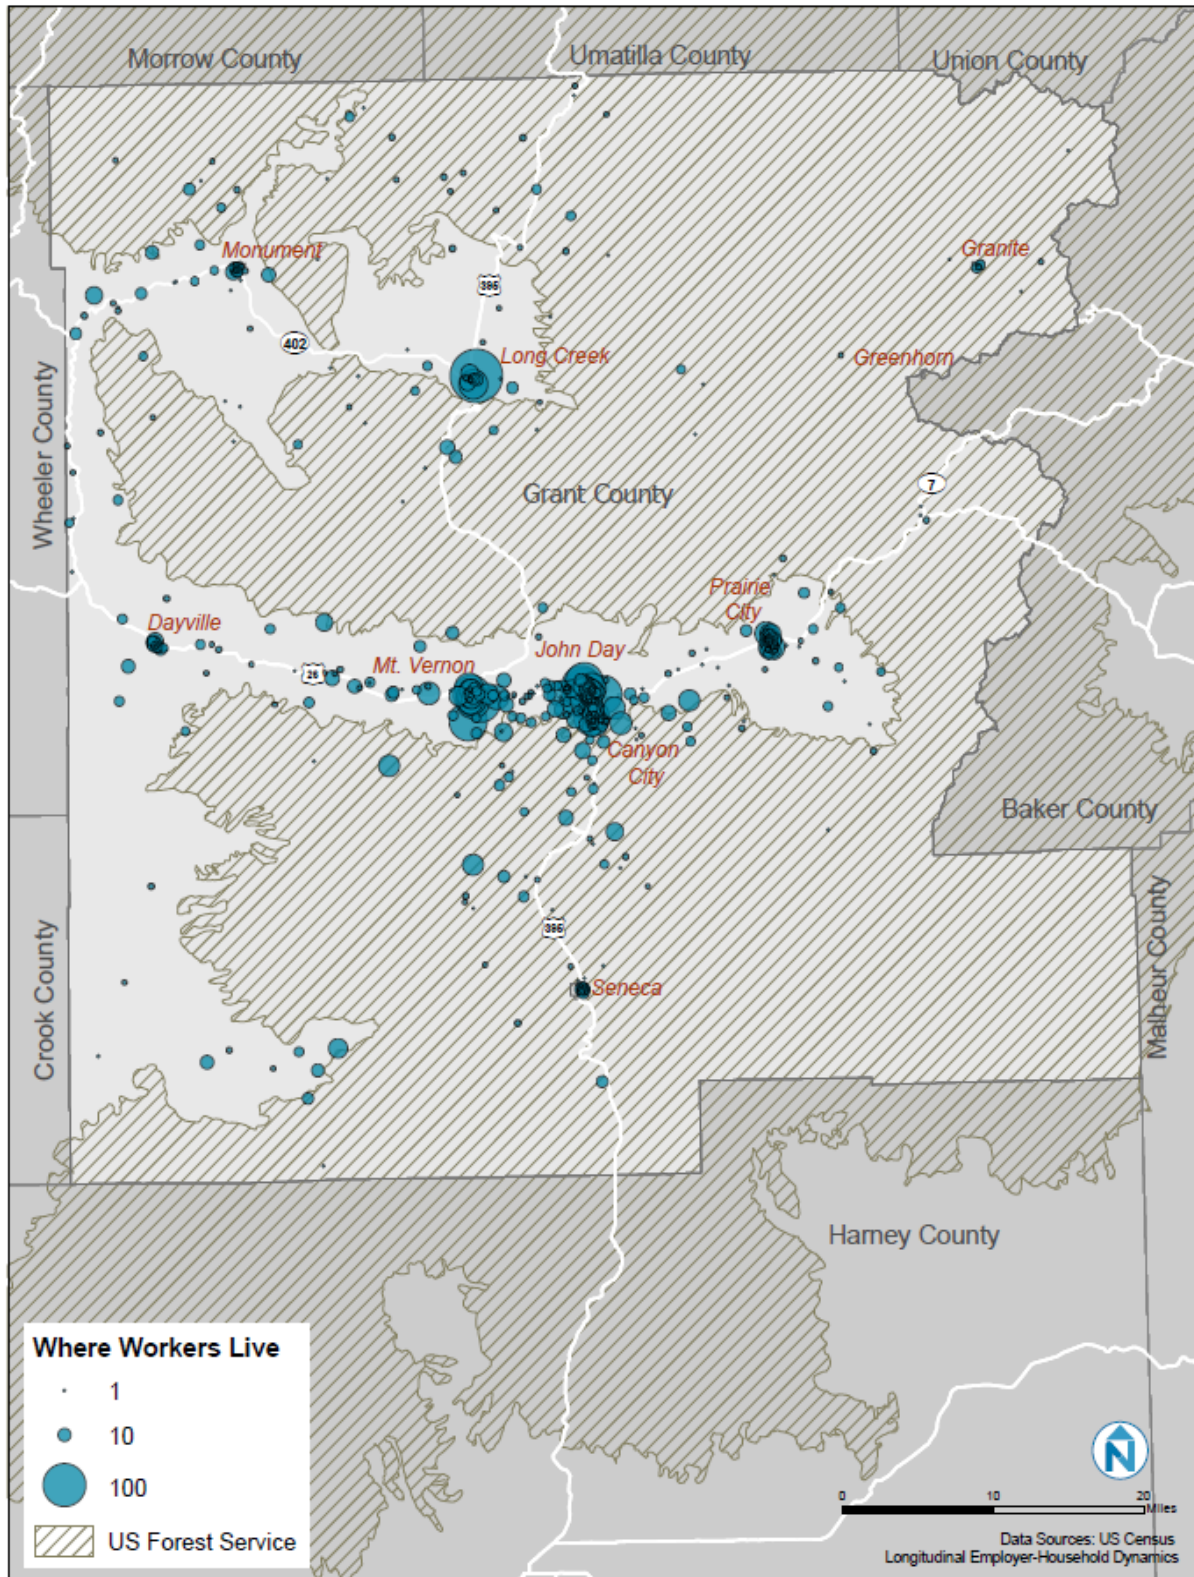 Morrow County
Umatilla County
Union County
Monument
Granite
395
402
Long Creek
Greenhorn
Wheeler County
7
Grant County
Prairie
City
Dayville
John Day
Mt. Vernon
26
Canyon
City
Baker County
Crook County
Malheur County
395
Seneca
Harney County
Where Workers Live
1
10
100
US Forest Service
N
0 10 20
Miles
Data Sources: US Census
Longitudinal Employer-Household Dynamics